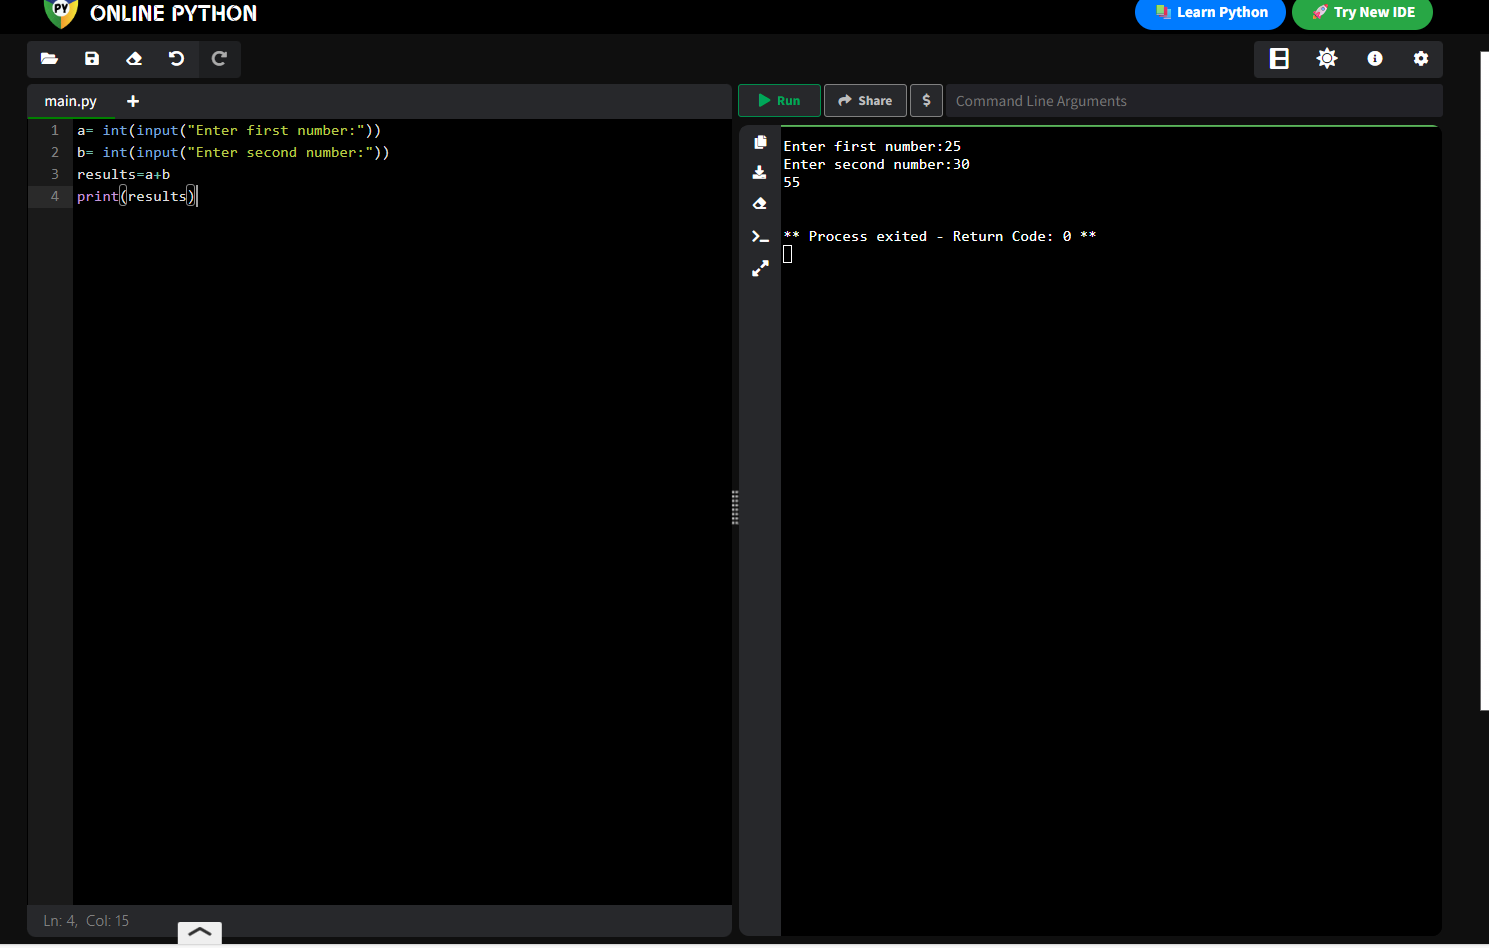 PY ONLINE PYTHON
Learn Python
Try New IDE
main.py +
Run
Share
$
Command Line Arguments
1 a= int(input("Enter first number:"))
2 b= int(input("Enter second number:"))
3 results=a+b
4 print(results)
Enter first number:25
Enter second number:30
55
** Process exited - Return Code: 0 **
Ln: 4, Col: 15